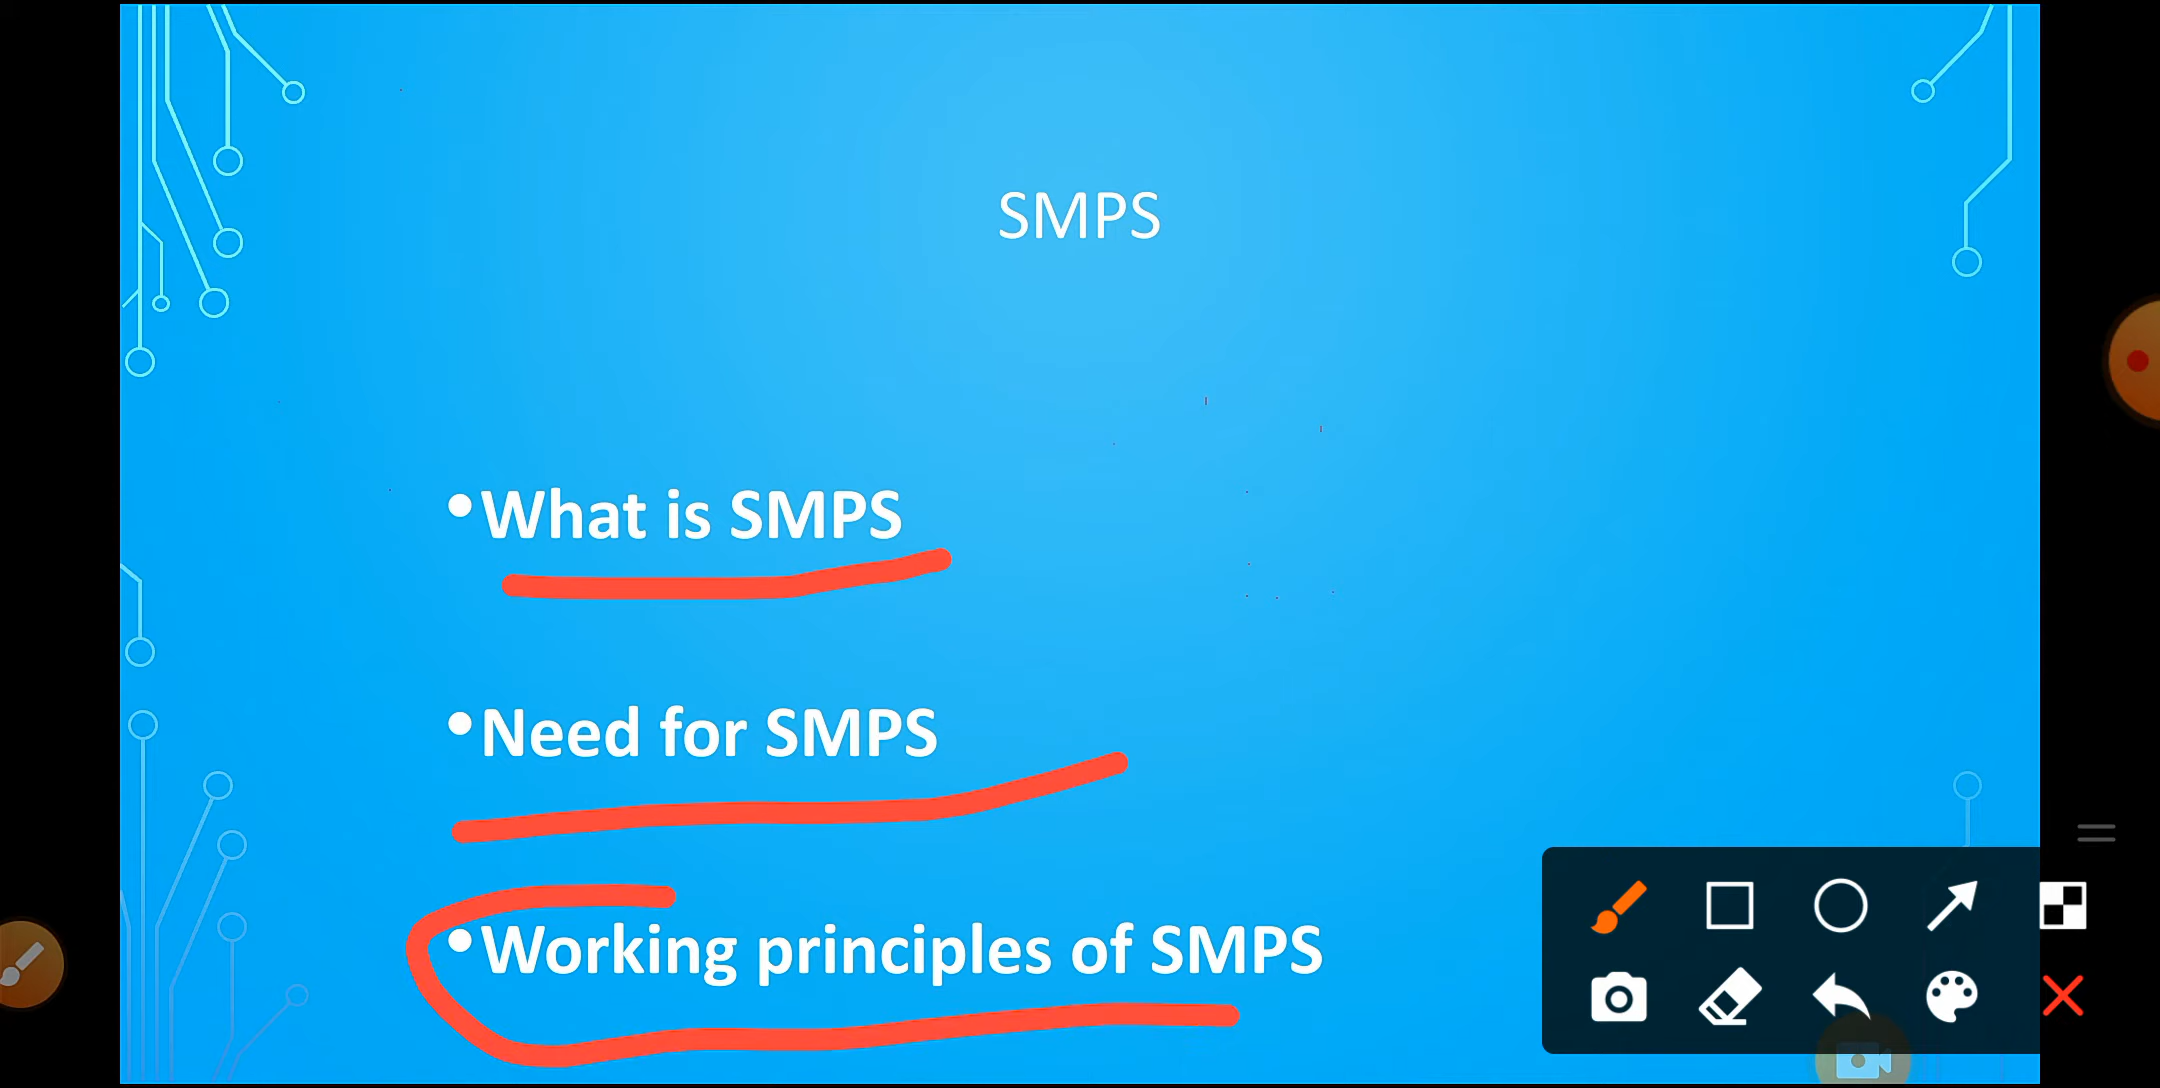 SMPS
•What is SMPS
•Need for SMPS
•Working principles of SMPS